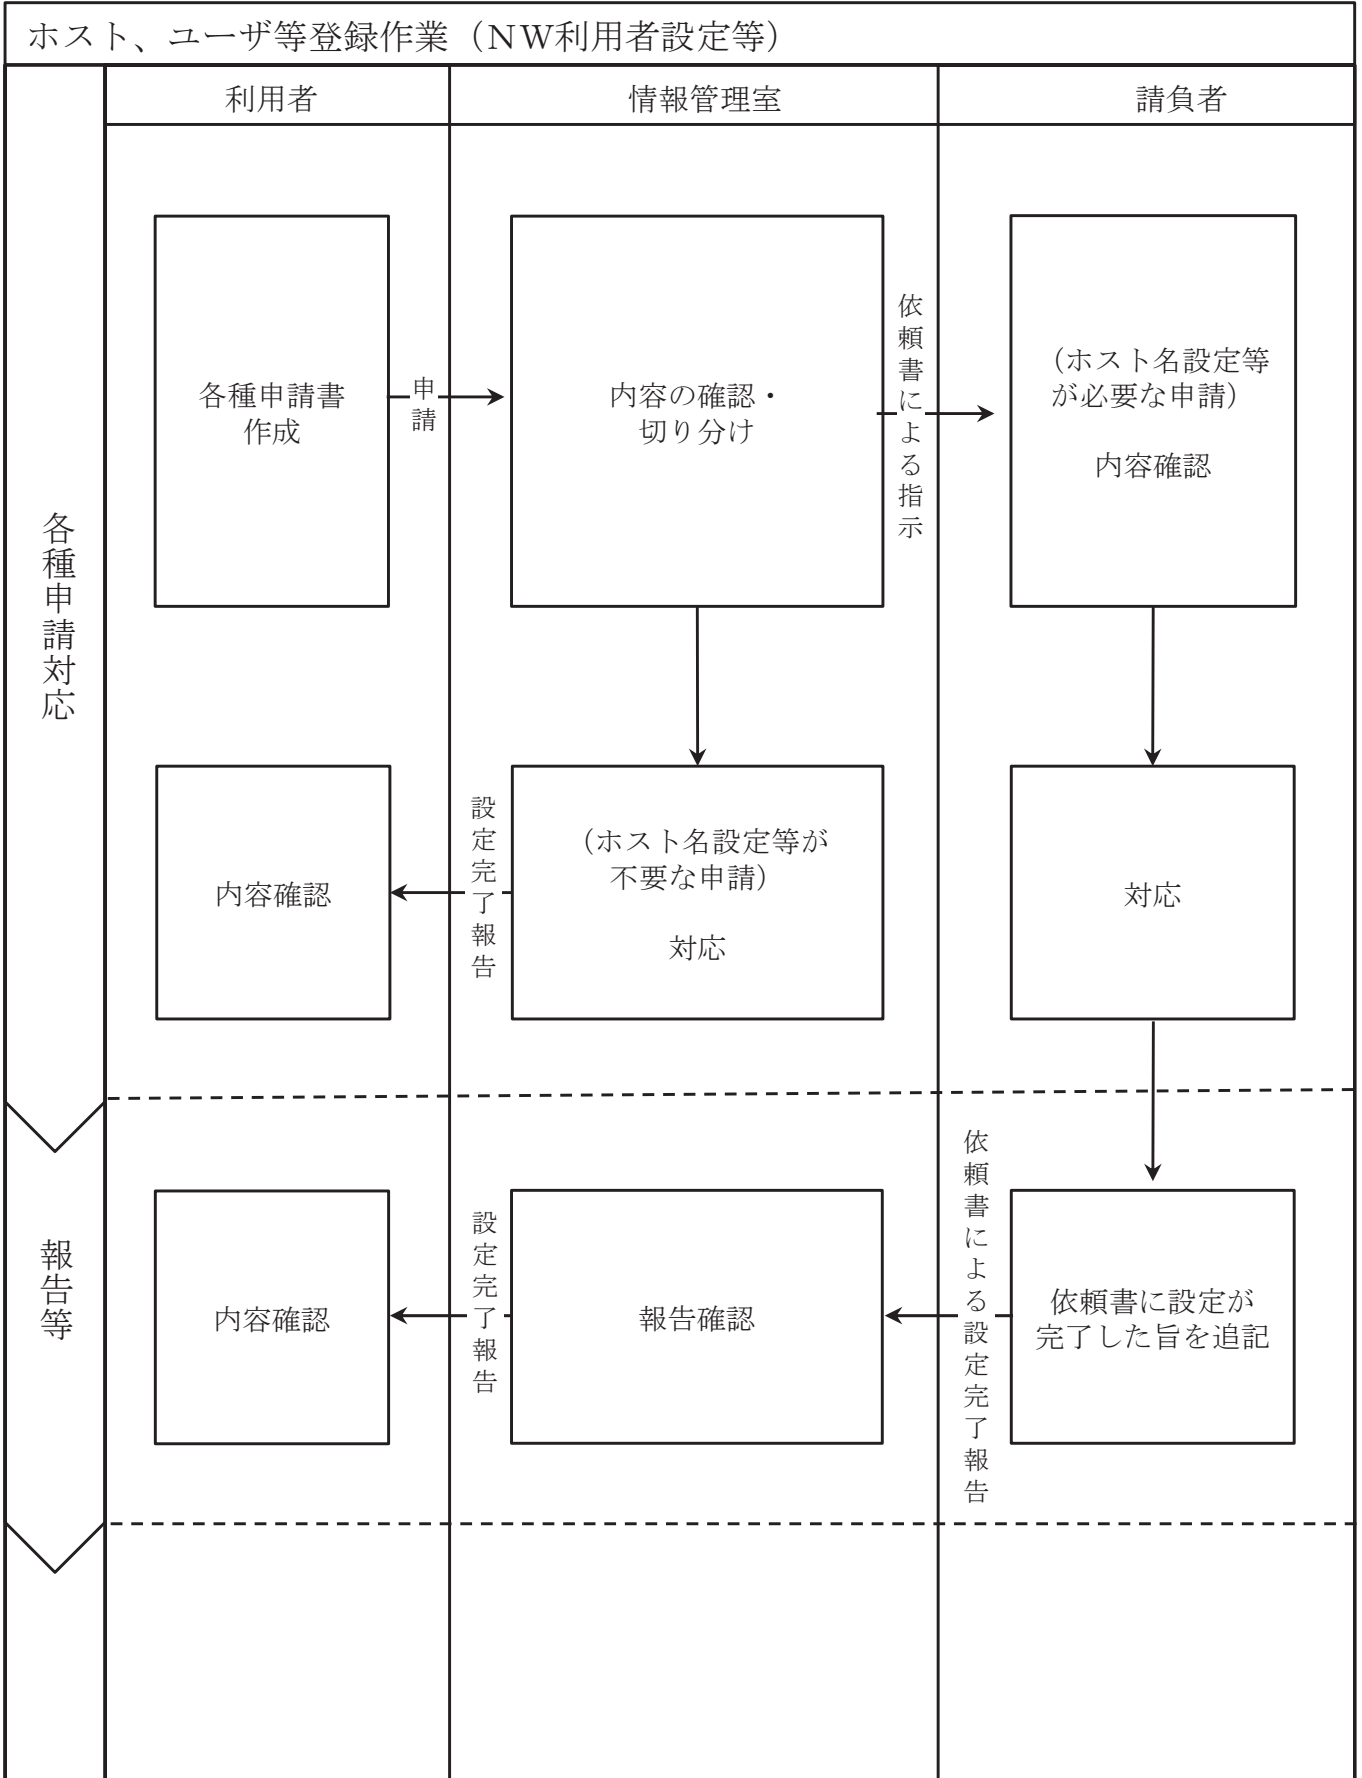 ホスト、ユーザ等登録作業（NW利用者設定等）
利用者
情報管理室
請負者
各種申請対応
各種申請書
作成
申請
内容の確認・
切り分け
依頼書による指示
（ホスト名設定等
が必要な申請）
内容確認
内容確認
設定完了報告
（ホスト名設定等が
不要な申請）
対応
対応
報告等
内容確認
設定完了報告
報告確認
依頼書による設定完了報告
依頼書に設定が
完了した旨を追記